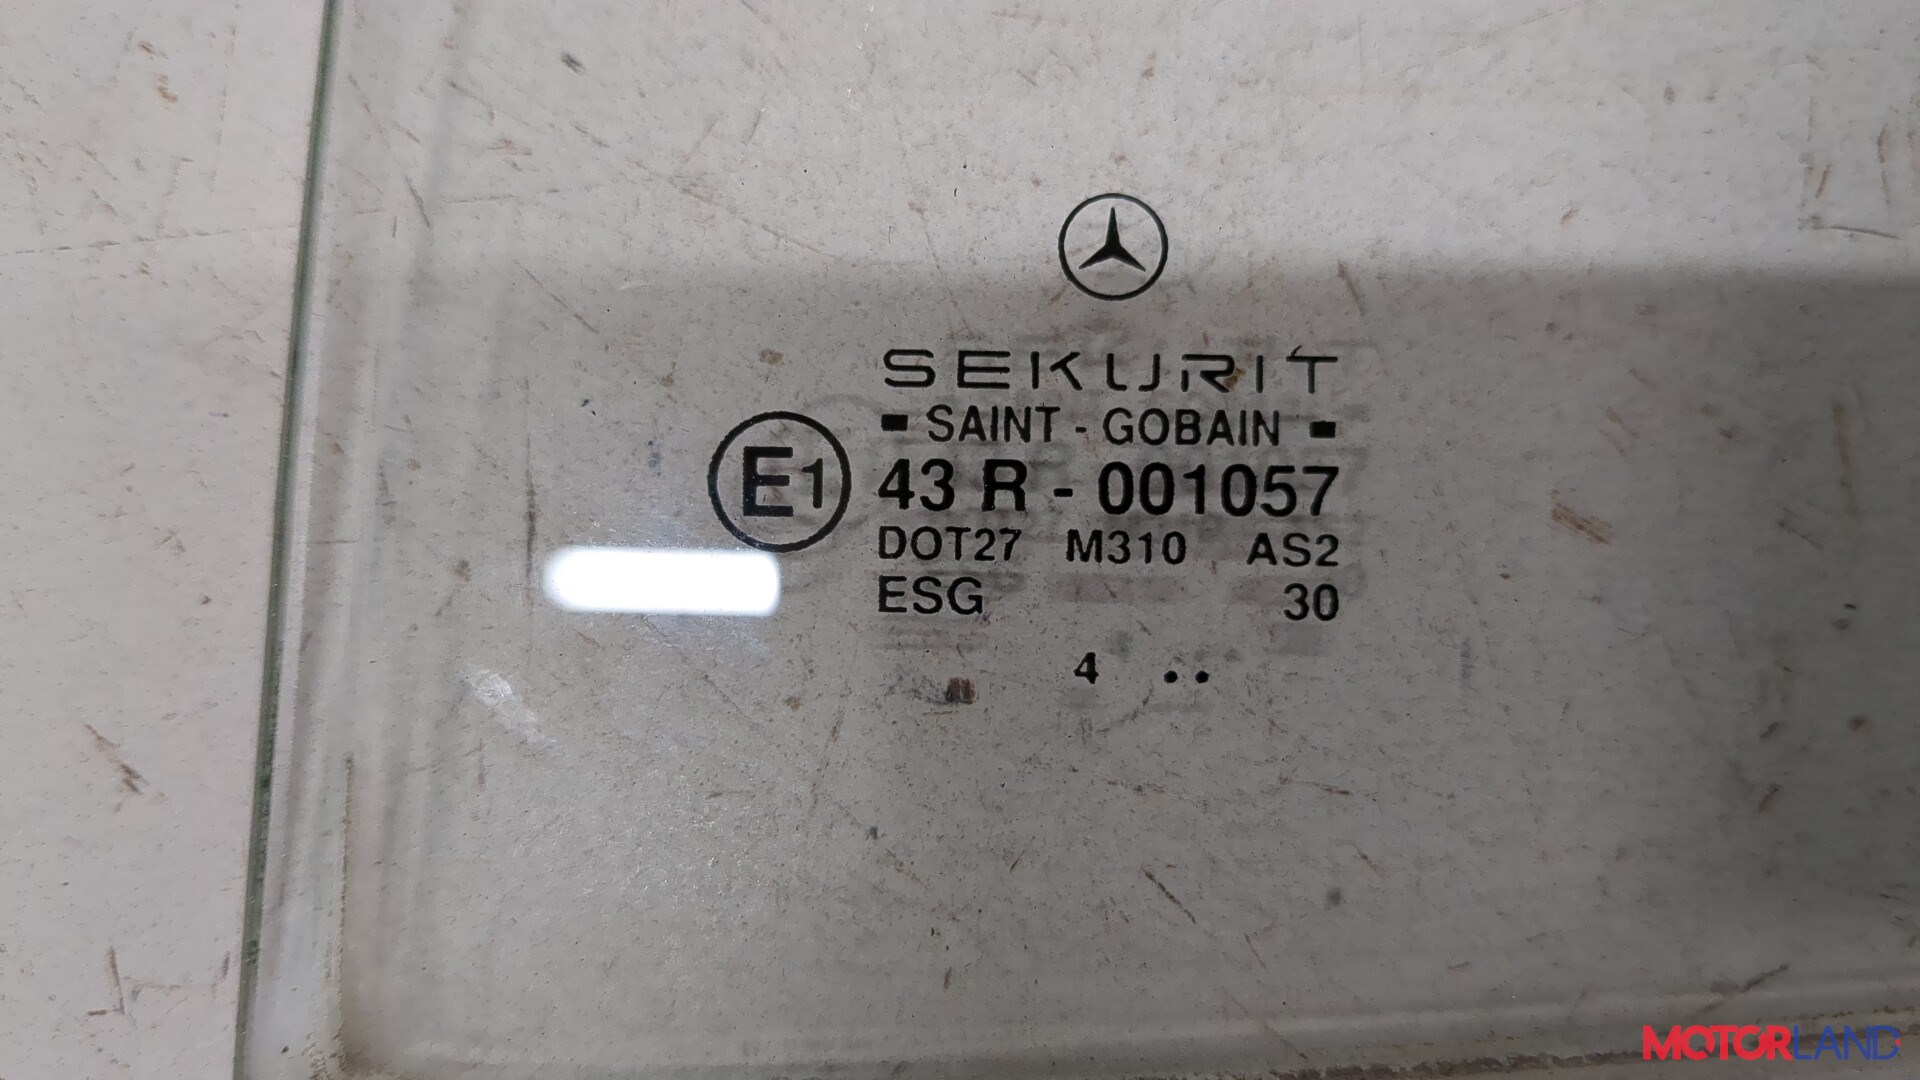 SEKURIT
SAINT - GOBAIN
E1 43 R - 001057
DOT27 M310 AS2
ESG 30
4 ..
MOTORLAND